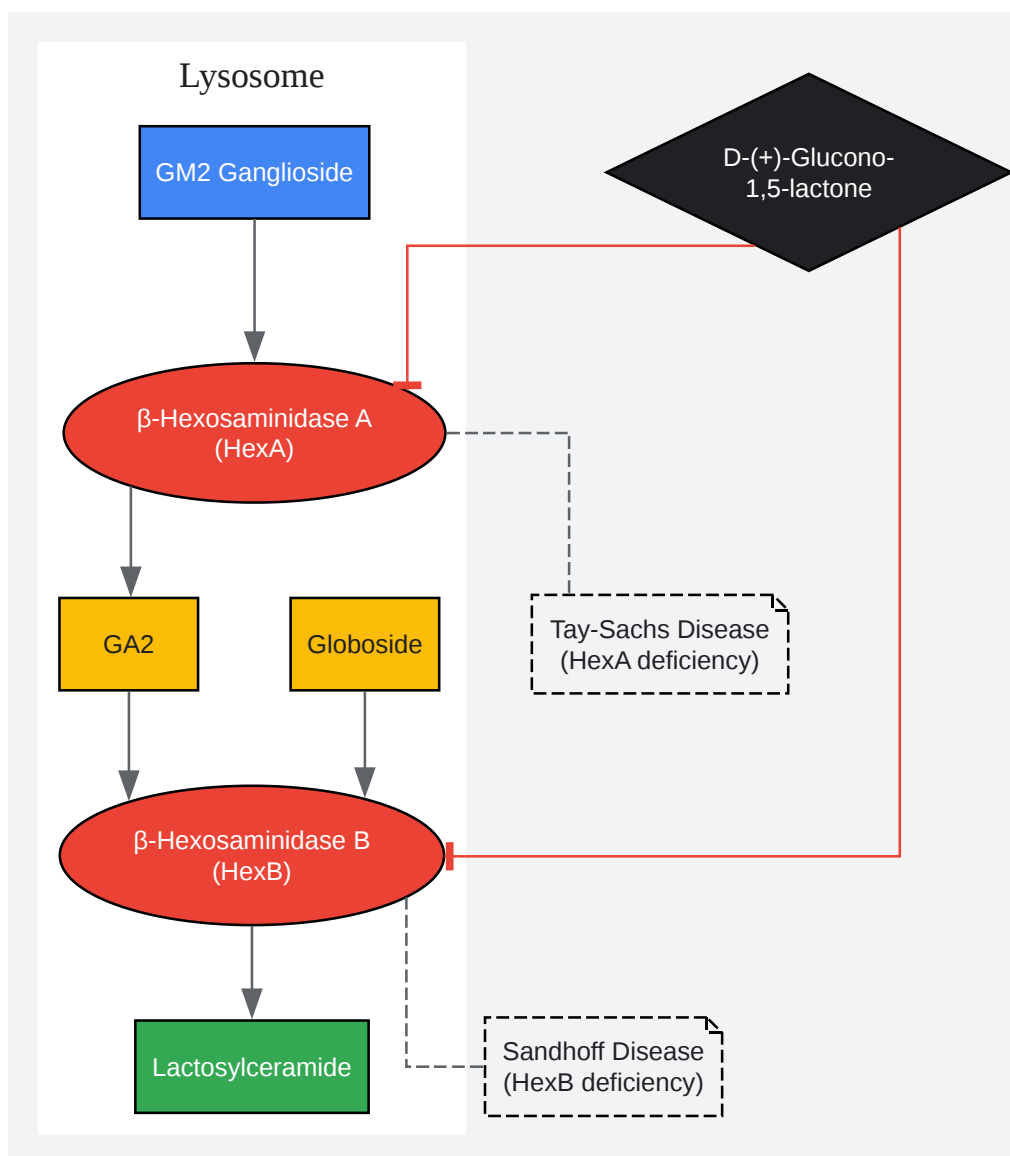 Lysosome
GM2 Ganglioside
D-(+)-Glucono-
1,5-lactone
β-Hexosaminidase A
(HexA)
GA2
Globoside
Tay-Sachs Disease
(HexA deficiency)
β-Hexosaminidase B
(HexB)
Lactosylceramide
Sandhoff Disease
(HexB deficiency)